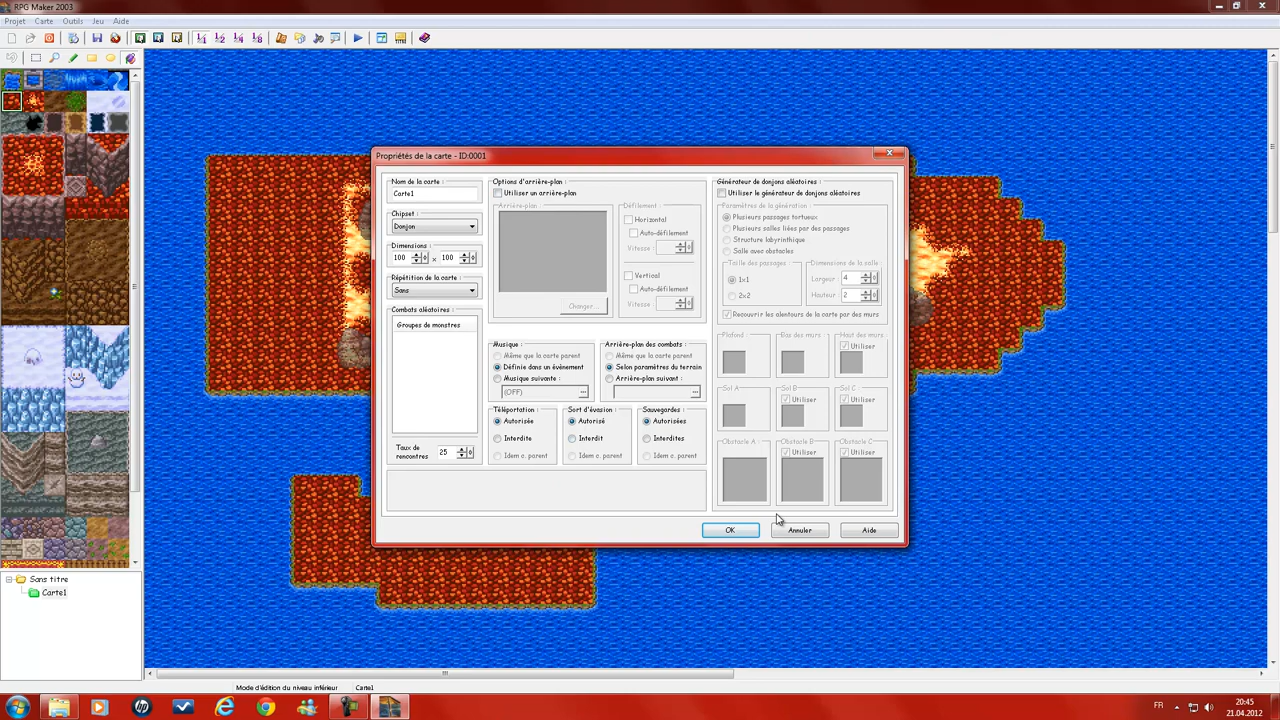 RPG Maker 2003
Projet Carte Outils Jeu Aide
Propriétés de la carte - ID:0001
Nom de la carte :
Carte1
Chipset :
Donjon
Dimensions :
100 x 100
Répétition de la carte :
Sans
Combats aléatoires :
Groupes de monstres
Taux de rencontres
25
Options d'arrière-plan :
Utiliser un arrière-plan
Arrière-plan :
Changer...
Défilement :
Horizontal
Auto-défilement
Vitesse :
Vertical
Auto-défilement
Vitesse :
Musique :
Même que la carte parent
Définie dans un évènement
Musique suivante :
(OFF)
...
Arrière-plan des combats :
Même que la carte parent
Selon paramètres du terrain
Arrière-plan suivant :
...
Téléportation :
Autorisée
Interdite
Idem c. parent
Sort d'évasion :
Autorisé
Interdit
Idem c. parent
Sauvegardes :
Autorisées
Interdites
Idem c. parent
Générateur de donjons aléatoires :
Utiliser le générateur de donjons aléatoires
Paramètres de la génération :
Plusieurs passages tortueux
Plusieurs salles liées par des passages
Structure labyrinthique
Salle avec obstacles
Taille des passages :
1x1
2x2
Dimensions de la salle
Largeur : 4
Hauteur : 2
Recouvrir les alentours de la carte par des murs
Plafond :
Bas des murs :
Haut des murs :
Utiliser
Sol A
Sol B
Utiliser
Sol C
Utiliser
Obstacle A :
Obstacle B
Utiliser
Obstacle C
Utiliser
OK
Annuler
Aide
Sans titre
Carte1
Mode d'édition du niveau inférieur
Carte1
FR
20:45
21.04.2012